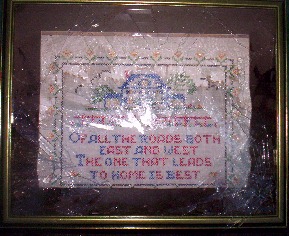 OF ALL THE ROADS BOTH
EAST AND WEST
THE ONE THAT LEADS
TO HOME IS BEST